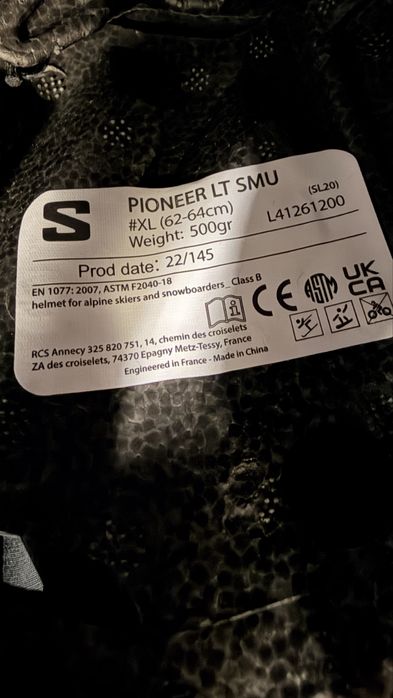 S
PIONEER LT SMU
#XL (62-64cm)
(SL20)
Weight: 500gr
L41261200
Prod date: 22/145
EN 1077: 2007, ASTM F2040-18
helmet for alpine skiers and snowboarders_ Class B
i CE ASTM UK
CA
RCS Annecy 325 820 751, 14, chemin des croiselets
ZA des croiselets, 74370 Epagny Metz-Tessy, France
Engineered in France - Made in China